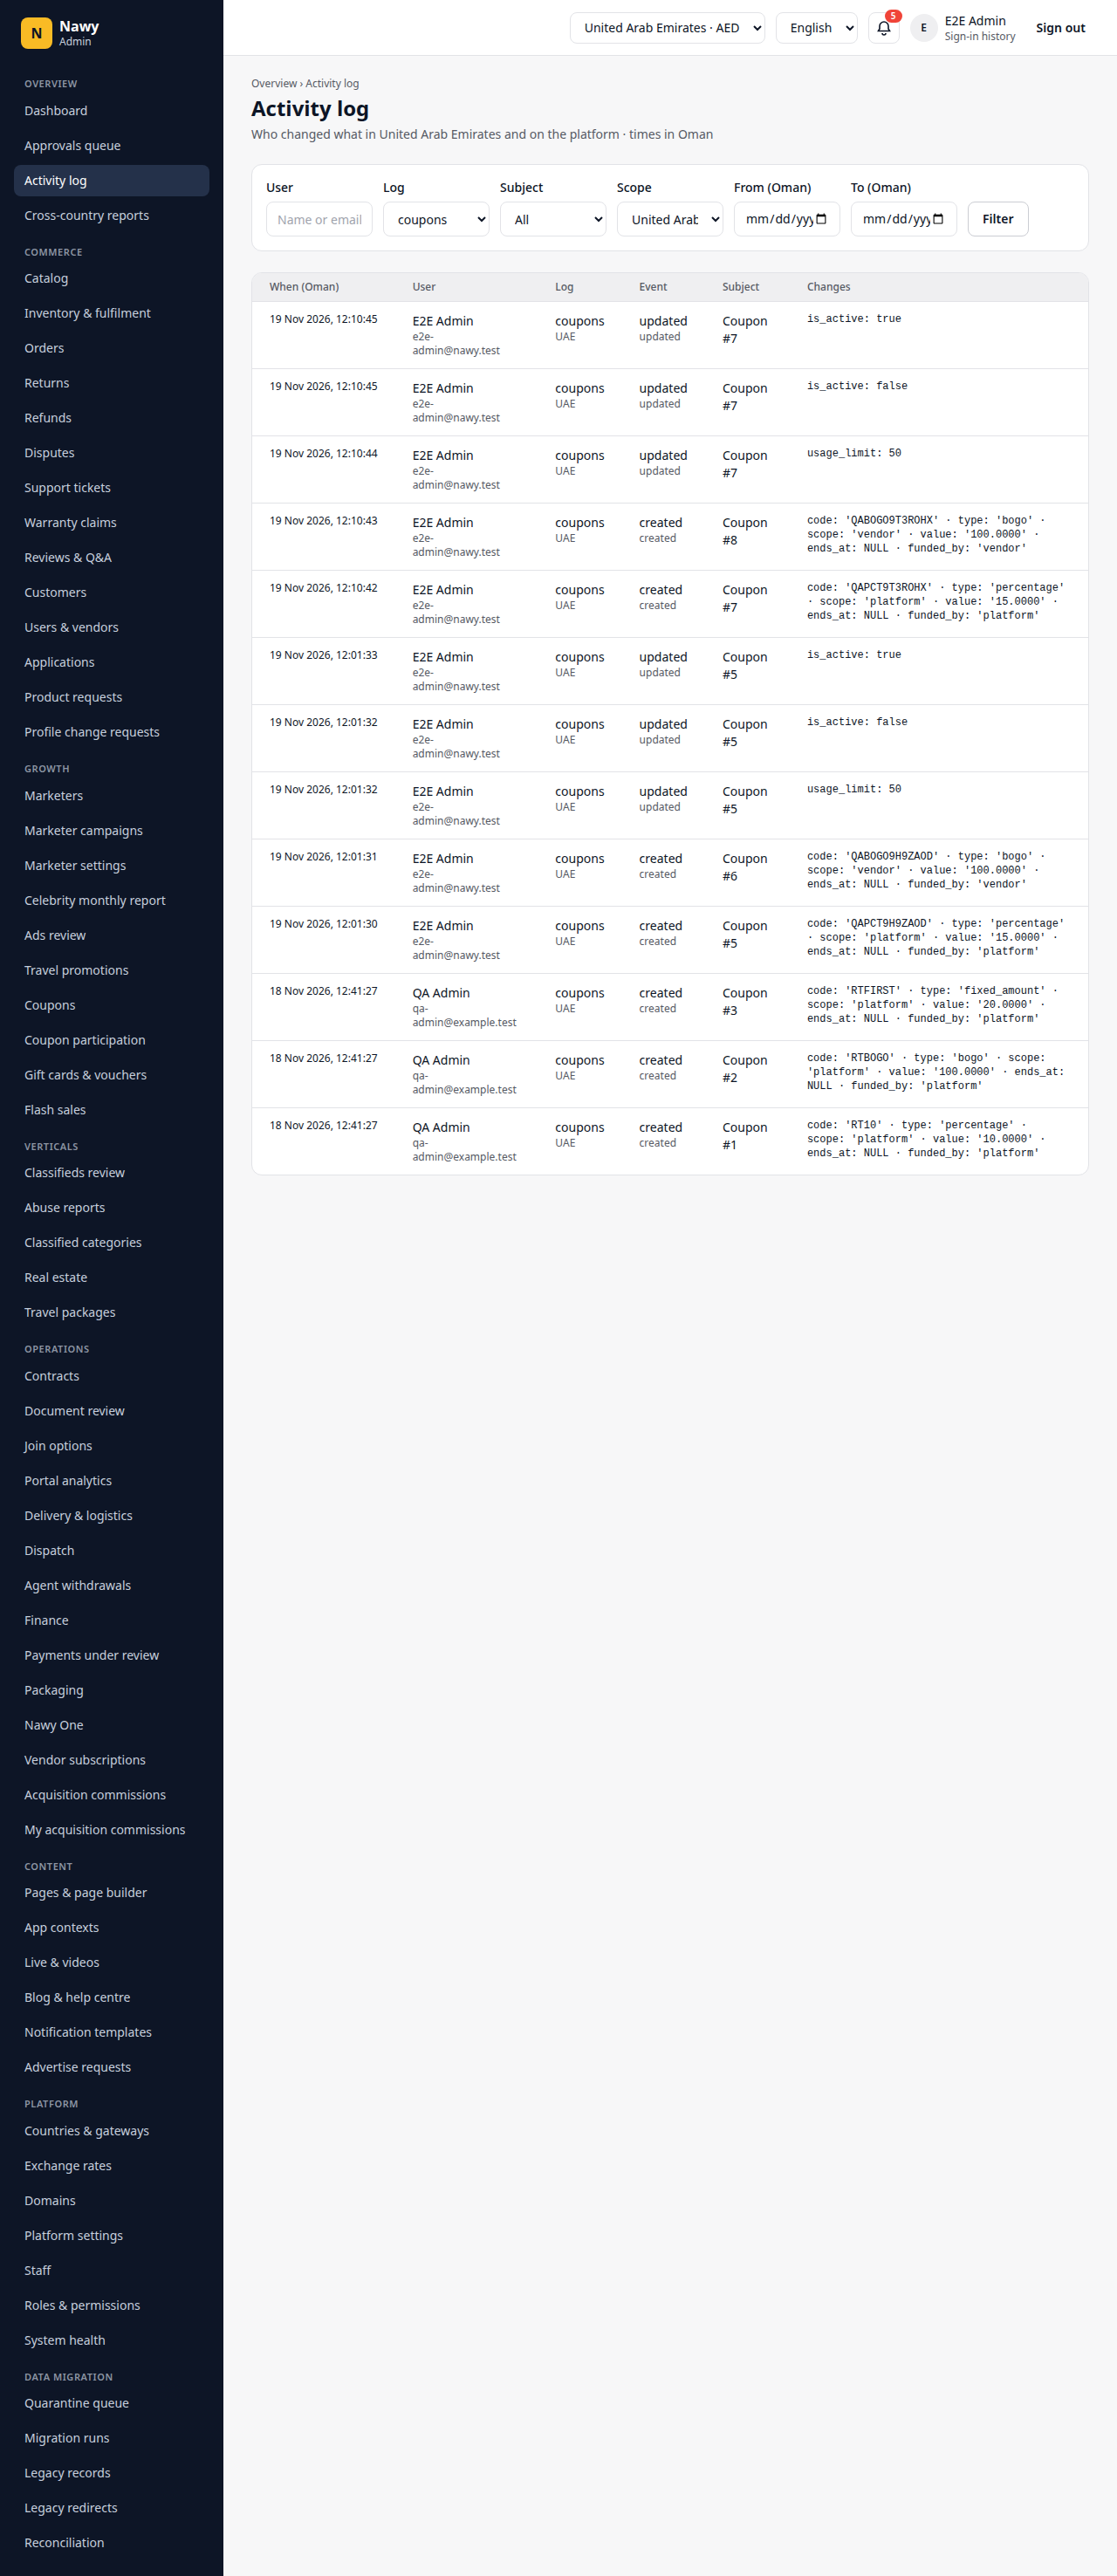 N
Nawy
Admin
OVERVIEW
Dashboard
Approvals queue
Activity log
Cross-country reports
COMMERCE
Catalog
Inventory & fulfilment
Orders
Returns
Refunds
Disputes
Support tickets
Warranty claims
Reviews & Q&A
Customers
Users & vendors
Applications
Product requests
Profile change requests
GROWTH
Marketers
Marketer campaigns
Marketer settings
Celebrity monthly report
Ads review
Travel promotions
Coupons
Coupon participation
Gift cards & vouchers
Flash sales
VERTICALS
Classifieds review
Abuse reports
Classified categories
Real estate
Travel packages
OPERATIONS
Contracts
Document review
Join options
Portal analytics
Delivery & logistics
Dispatch
Agent withdrawals
Finance
Payments under review
Packaging
Nawy One
Vendor subscriptions
Acquisition commissions
My acquisition commissions
CONTENT
Pages & page builder
App contexts
Live & videos
Blog & help centre
Notification templates
Advertise requests
PLATFORM
Countries & gateways
Exchange rates
Domains
Platform settings
Staff
Roles & permissions
System health
DATA MIGRATION
Quarantine queue
Migration runs
Legacy records
Legacy redirects
Reconciliation
United Arab Emirates · AED
English
5
E
E2E Admin
Sign-in history
Sign out
Overview › Activity log
Activity log
Who changed what in United Arab Emirates and on the platform · times in Oman
User Log Subject Scope From (Oman) To (Oman)
Name or email coupons All United Arab mm/dd/yyy mm/dd/yyy Filter
When (Oman) User Log Event Subject Changes
19 Nov 2026, 12:10:45 E2E Admin coupons updated Coupon is_active: true
e2e- UAE updated #7
admin@nawy.test
19 Nov 2026, 12:10:45 E2E Admin coupons updated Coupon is_active: false
e2e- UAE updated #7
admin@nawy.test
19 Nov 2026, 12:10:44 E2E Admin coupons updated Coupon usage_limit: 50
e2e- UAE updated #7
admin@nawy.test
19 Nov 2026, 12:10:43 E2E Admin coupons created Coupon code: 'QABOGO9T3ROHX' · type: 'bogo' ·
e2e- UAE created #8 scope: 'vendor' · value: '100.0000' ·
admin@nawy.test ends_at: NULL · funded_by: 'vendor'
19 Nov 2026, 12:10:42 E2E Admin coupons created Coupon code: 'QAPCT9T3ROHX' · type: 'percentage'
e2e- UAE created #7 · scope: 'platform' · value: '15.0000' ·
admin@nawy.test ends_at: NULL · funded_by: 'platform'
19 Nov 2026, 12:01:33 E2E Admin coupons updated Coupon is_active: true
e2e- UAE updated #5
admin@nawy.test
19 Nov 2026, 12:01:32 E2E Admin coupons updated Coupon is_active: false
e2e- UAE updated #5
admin@nawy.test
19 Nov 2026, 12:01:32 E2E Admin coupons updated Coupon usage_limit: 50
e2e- UAE updated #5
admin@nawy.test
19 Nov 2026, 12:01:31 E2E Admin coupons created Coupon code: 'QABOGO9H9ZAOD' · type: 'bogo' ·
e2e- UAE created #6 scope: 'vendor' · value: '100.0000' ·
admin@nawy.test ends_at: NULL · funded_by: 'vendor'
19 Nov 2026, 12:01:30 E2E Admin coupons created Coupon code: 'QAPCT9H9ZAOD' · type: 'percentage'
e2e- UAE created #5 · scope: 'platform' · value: '15.0000' ·
admin@nawy.test ends_at: NULL · funded_by: 'platform'
18 Nov 2026, 12:41:27 QA Admin coupons created Coupon code: 'RTFIRST' · type: 'fixed_amount' ·
qa- UAE created #3 scope: 'platform' · value: '20.0000' ·
admin@example.test ends_at: NULL · funded_by: 'platform'
18 Nov 2026, 12:41:27 QA Admin coupons created Coupon code: 'RTBOGO' · type: 'bogo' · scope:
qa- UAE created #2 'platform' · value: '100.0000' · ends_at:
admin@example.test NULL · funded_by: 'platform'
18 Nov 2026, 12:41:27 QA Admin coupons created Coupon code: 'RT10' · type: 'percentage' ·
qa- UAE created #1 scope: 'platform' · value: '10.0000' ·
admin@example.test ends_at: NULL · funded_by: 'platform'